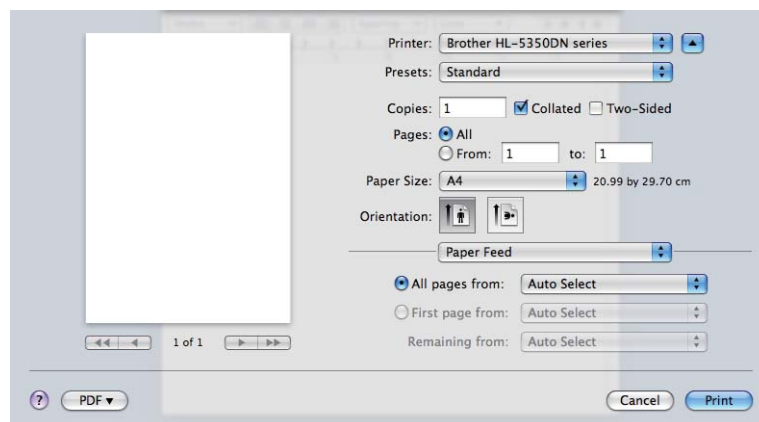 Printer: Brother HL-5350DN series
Presets: Standard
Copies: 1 Collated Two-Sided
Pages: All
From: 1 to: 1
Paper Size: A4 20.99 by 29.70 cm
Orientation:
Paper Feed
All pages from: Auto Select
First page from: Auto Select
Remaining from: Auto Select
1 of 1
? PDF ▾ Cancel Print